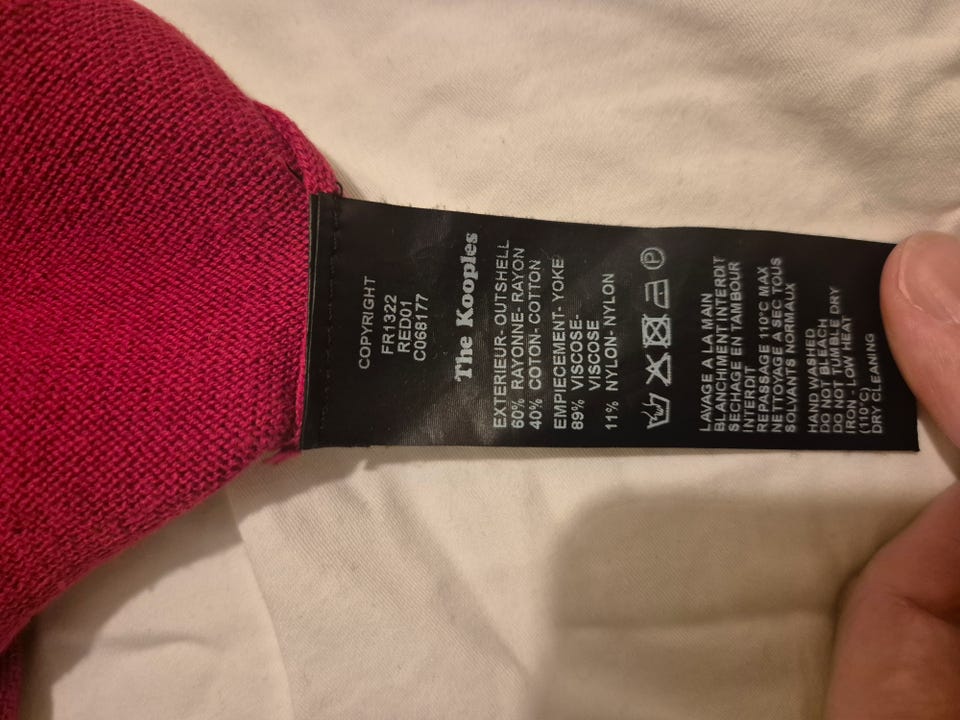 COPYRIGHT
FR1322
RED01
C068177
The Kooples
EXTERIEUR-OUTSHELL
60% RAYONNE-RAYON
40% COTON-COTTON
EMPIECEMENT-YOKE
89% VISCOSE-
VISCOSE
11% NYLON-NYLON
P
LAVAGE A LA MAIN
BLANCHIMENT INTERDIT
SECHAGE EN TAMBOUR
INTERDIT
REPASSAGE 110°C MAX
NETTOYAGE A SEC TOUS
SOLVANTS NORMAUX
HAND WASHED
DO NOT BLEACH
DO NOT TUMBLE DRY
IRON - LOW HEAT
(110°C)
DRY CLEANING